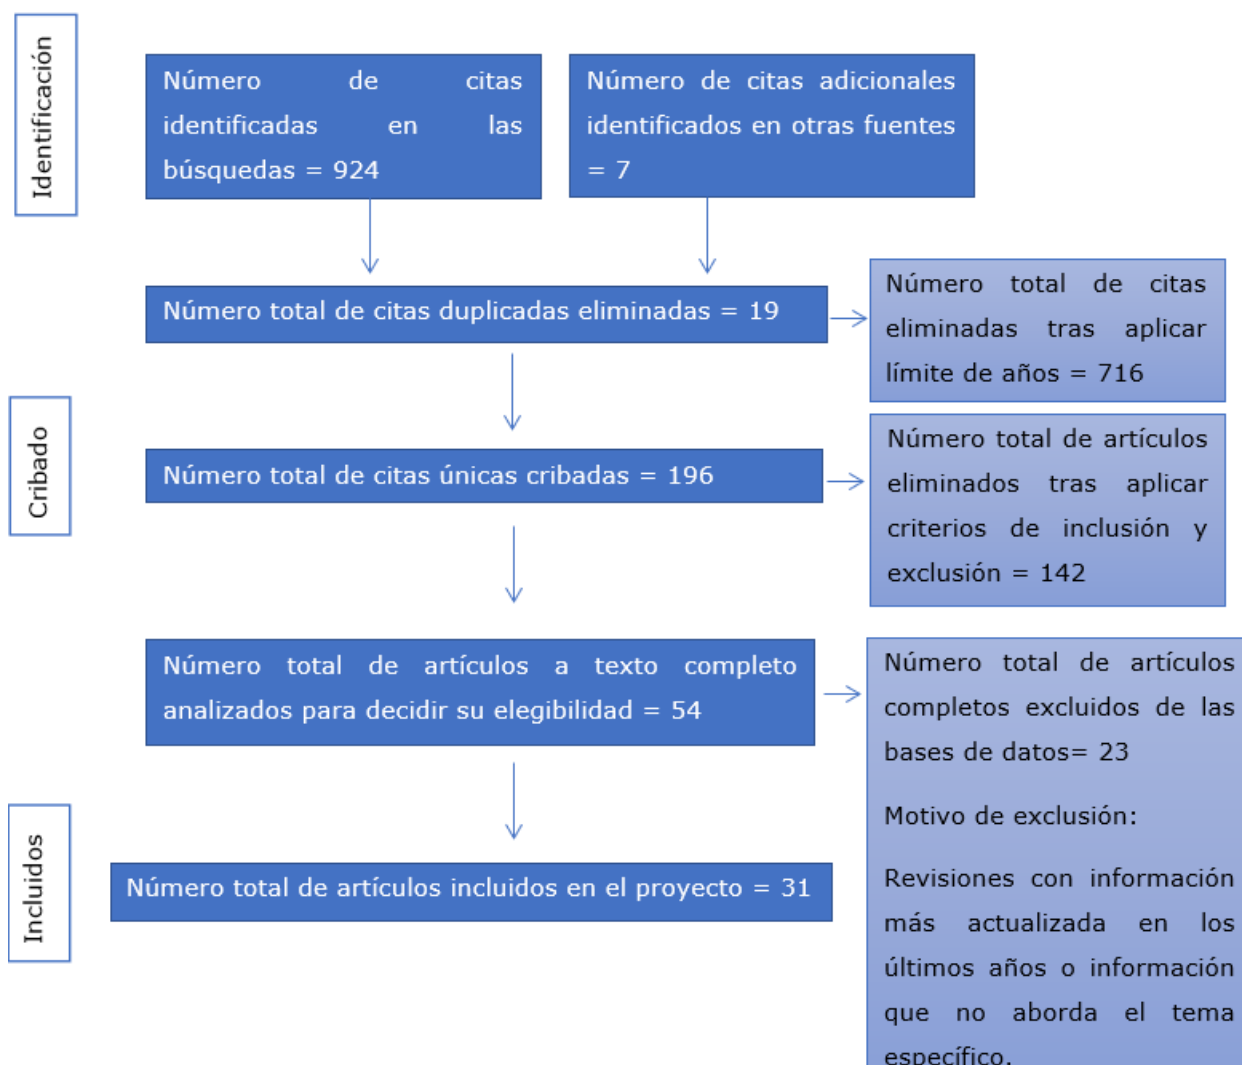 Identificación
Número de citas
identificadas en las
búsquedas = 924
Número de citas adicionales
identificados en otras fuentes
= 7
Número total de citas duplicadas eliminadas = 19
Número total de citas
eliminadas tras aplicar
límite de años = 716
Cribado
Número total de citas únicas cribadas = 196
Número total de artículos
eliminados tras aplicar
criterios de inclusión y
exclusión = 142
Número total de artículos a texto completo
analizados para decidir su elegibilidad = 54
Número total de artículos
completos excluidos de las
bases de datos= 23
Motivo de exclusión:
Revisiones con información
más actualizada en los
últimos años o información
que no aborda el tema
específico.
Incluidos
Número total de artículos incluidos en el proyecto = 31